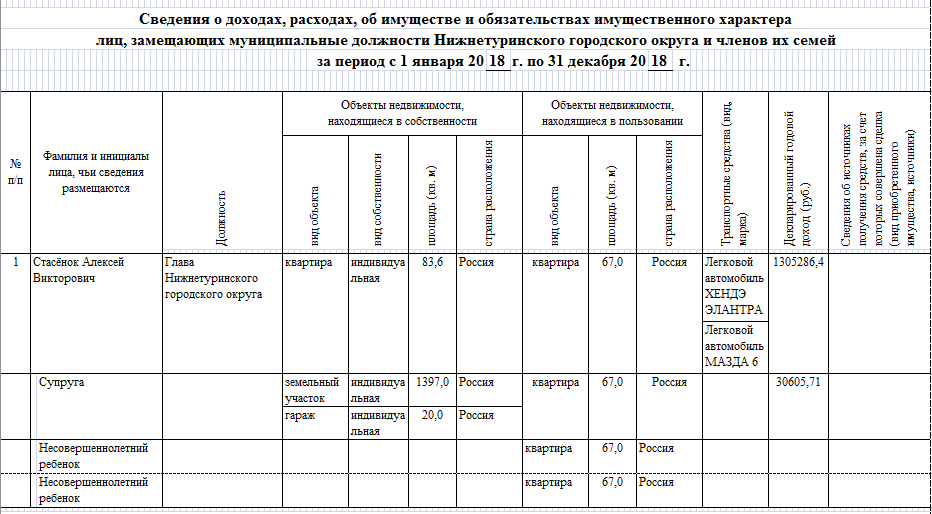 Сведения о доходах, расходах, об имуществе и обязательствах имущественного характера
лиц, замещающих муниципальные должности Нижнетуринского городского округа и членов их семей
за период с 1 января 20 18 г. по 31 декабря 20 18 г.
№
п/п
Фамилия и инициалы
лица, чьи сведения
размещаются
Должность
Объекты недвижимости,
находящиеся в собственности
вид объекта
вид собственности
площадь (кв. м)
страна расположения
Объекты недвижимости,
находящиеся в пользовании
вид объекта
площадь (кв. м)
страна расположения
Транспортные средства (вид,
марка)
Декларированный годовой
доход (руб.)
Сведения об источниках
получения средств, за счет
которых совершена сделка
(вид приобретенного
имущества, источники)
1
Стасёнок Алексей
Викторович
Глава
Нижнетуринского
городского округа
квартира
индивидуа
льная
83,6
Россия
квартира
67,0
Россия
Легковой
автомобиль
ХЕНДЭ
ЭЛАНТРА
Легковой
автомобиль
МАЗДА 6
1305286,4
Супруга
земельный
участок
индивидуа
льная
1397,0
Россия
гараж
индивидуа
льная
20,0
Россия
квартира
67,0
Россия
30605,71
Несовершеннолетний
ребенок
квартира
67,0
Россия
Несовершеннолетний
ребенок
квартира
67,0
Россия